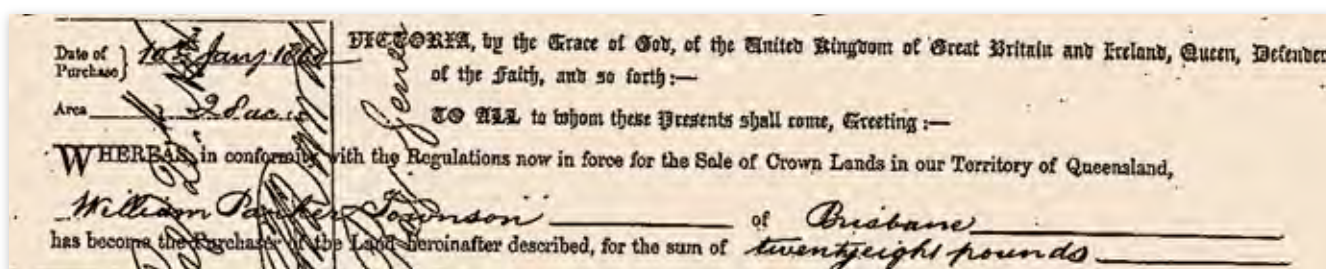 Date of Purchase } 10th Jany 186
VICTORIA, by the Grace of God, of the United Kingdom of Great Britain and Ireland, Queen, Defender
of the Faith, and so forth:—
Area 28 ac
TO ALL to whom these Presents shall come, Greeting:—
WHEREAS, in conformity with the Regulations now in force for the Sale of Crown Lands in our Territory of Queensland,
William Parker Townson of Brisbane
has become the Purchaser of the Land hereinafter described, for the sum of twentyeight pounds